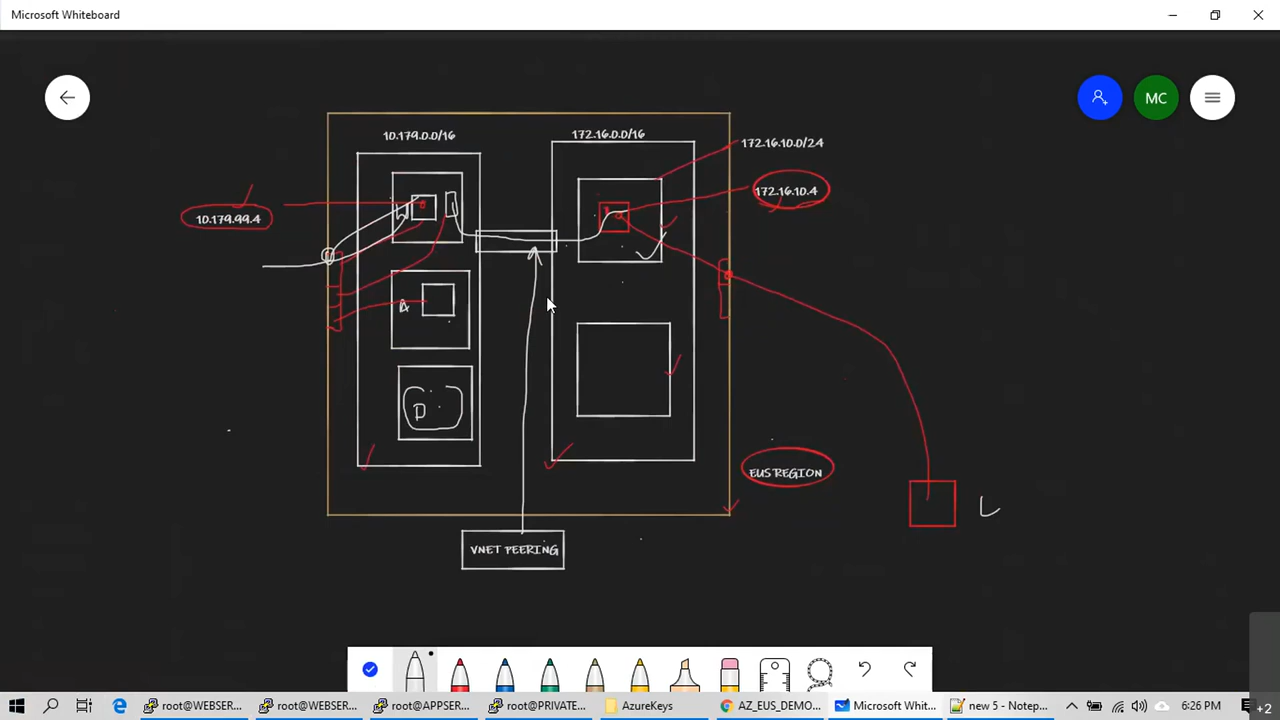 Microsoft Whiteboard
MC
10.179.0.0/16
172.16.0.0/16
172.16.10.0/24
172.16.10.4
10.179.99.4
W
A
D
EUS REGION
L
VNET PEERING
root@WEBSER...
root@WEBSER...
root@APPSER...
root@PRIVATE...
AzureKeys
AZ_EUS_DEMO...
Microsoft Whit...
new 5 - Notep...
6:26 PM
+2